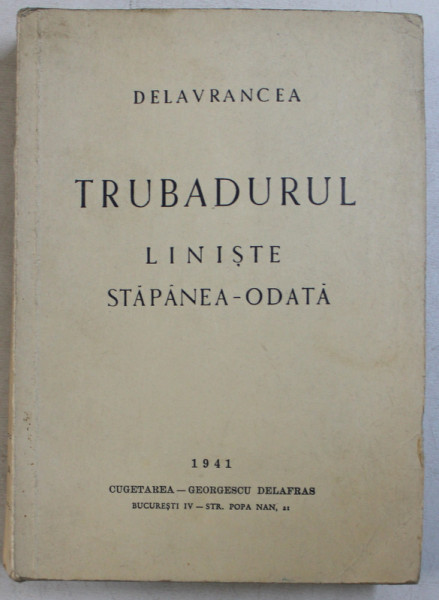 DELAVRANCEA
TRUBADURUL
LINIȘTE
STĂPÂNEA-ODATĂ
1941
CUGETAREA — GEORGESCU DELAFRAS
BUCUREȘTI IV — STR. POPA NAN, 21